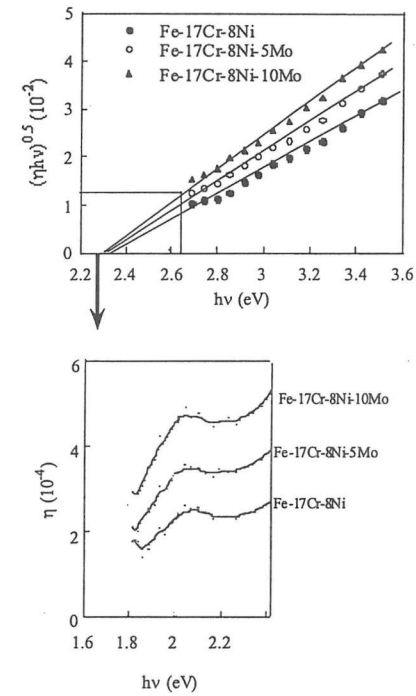 Fe-17Cr-8Ni
Fe-17Cr-8Ni-5Mo
Fe-17Cr-8Ni-10Mo
(ηhν)^0.5 (10^-2)
5
4
3
2
1
0
2.2 2.4 2.6 2.8 3 3.2 3.4 3.6
hν (eV)
6
4
2
0
η (10^-4)
Fe-17Cr-8Ni-10Mo
Fe-17Cr-8Ni-5Mo
Fe-17Cr-8Ni
1.6 1.8 2 2.2
hν (eV)